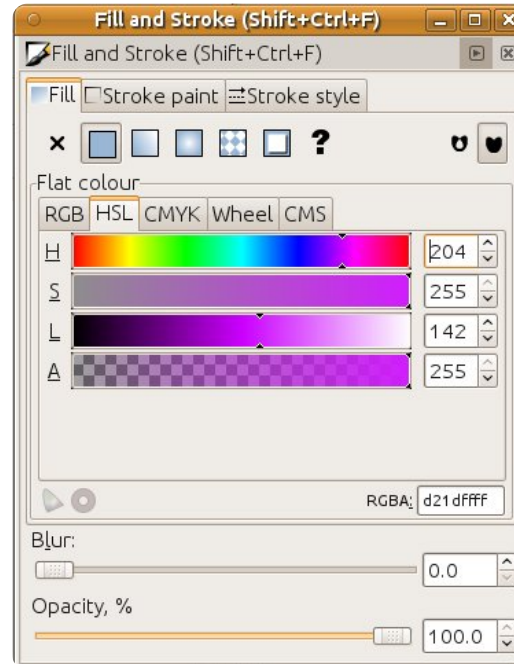 Fill and Stroke (Shift+Ctrl+F)
Fill and Stroke (Shift+Ctrl+F)
Fill Stroke paint Stroke style
?
Flat colour
RGB HSL CMYK Wheel CMS
H 204
S 255
L 142
A 255
RGBA: d21dffff
Blur:
0.0
Opacity, %
100.0